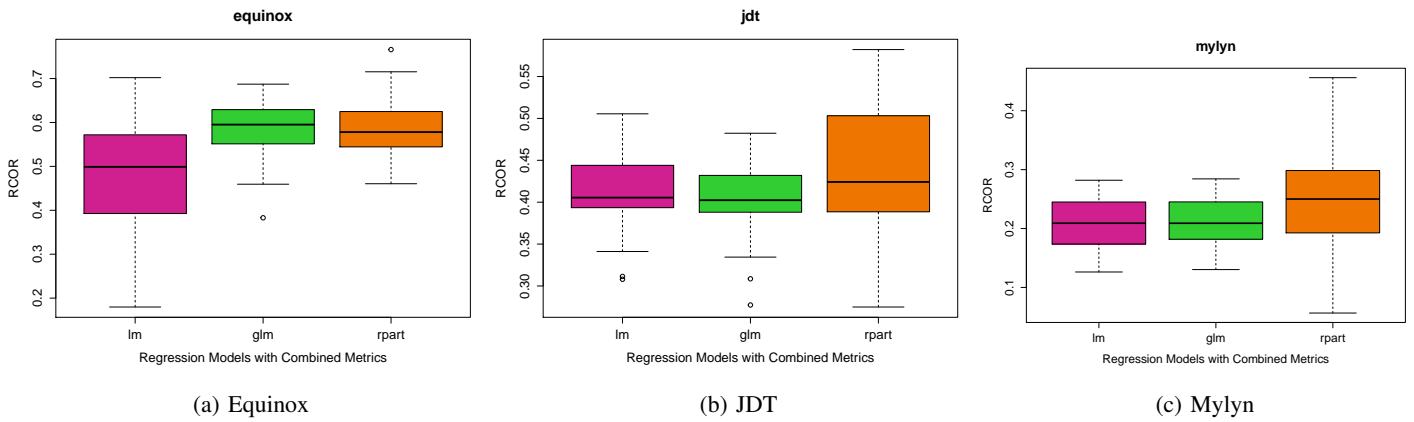 equinox
RCOR
0.7
0.6
0.5
0.4
0.3
0.2
lm glm rpart
Regression Models with Combined Metrics
(a) Equinox
jdt
RCOR
0.55
0.50
0.45
0.40
0.35
0.30
lm glm rpart
Regression Models with Combined Metrics
(b) JDT
mylyn
RCOR
0.4
0.3
0.2
0.1
lm glm rpart
Regression Models with Combined Metrics
(c) Mylyn